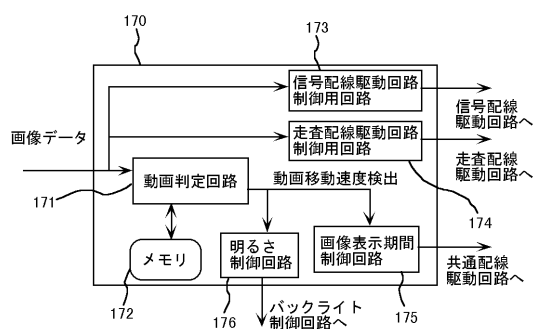 170
173
信号配線駆動回路
制御用回路
信号配線
駆動回路へ
画像データ
走査配線駆動回路
制御用回路
走査配線
駆動回路へ
171
動画判定回路
動画移動速度検出
174
メモリ
明るさ
制御回路
画像表示期間
制御回路
共通配線
駆動回路へ
172
176
バックライト
制御回路へ
175